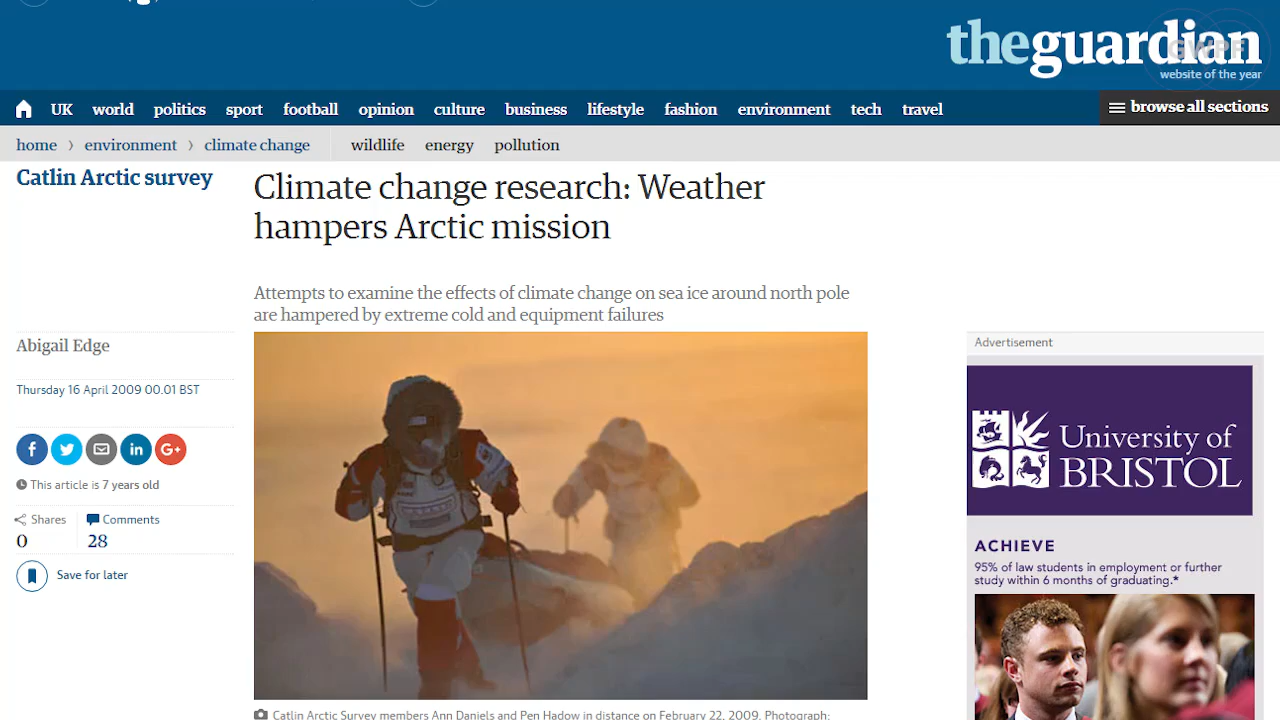 theguardian
GWPF
website of the year
UK world politics sport football opinion culture business lifestyle fashion environment tech travel
browse all sections
home › environment › climate change wildlife energy pollution
Catlin Arctic survey
Climate change research: Weather
hampers Arctic mission
Attempts to examine the effects of climate change on sea ice around north pole
are hampered by extreme cold and equipment failures
Abigail Edge
Thursday 16 April 2009 00.01 BST
This article is 7 years old
Shares
0
Comments
28
Save for later
Catlin Arctic Survey members Ann Daniels and Pen Hadow in distance on February 22, 2009. Photograph:
Advertisement
University of
BRISTOL
ACHIEVE
95% of law students in employment or further
study within 6 months of graduating.*